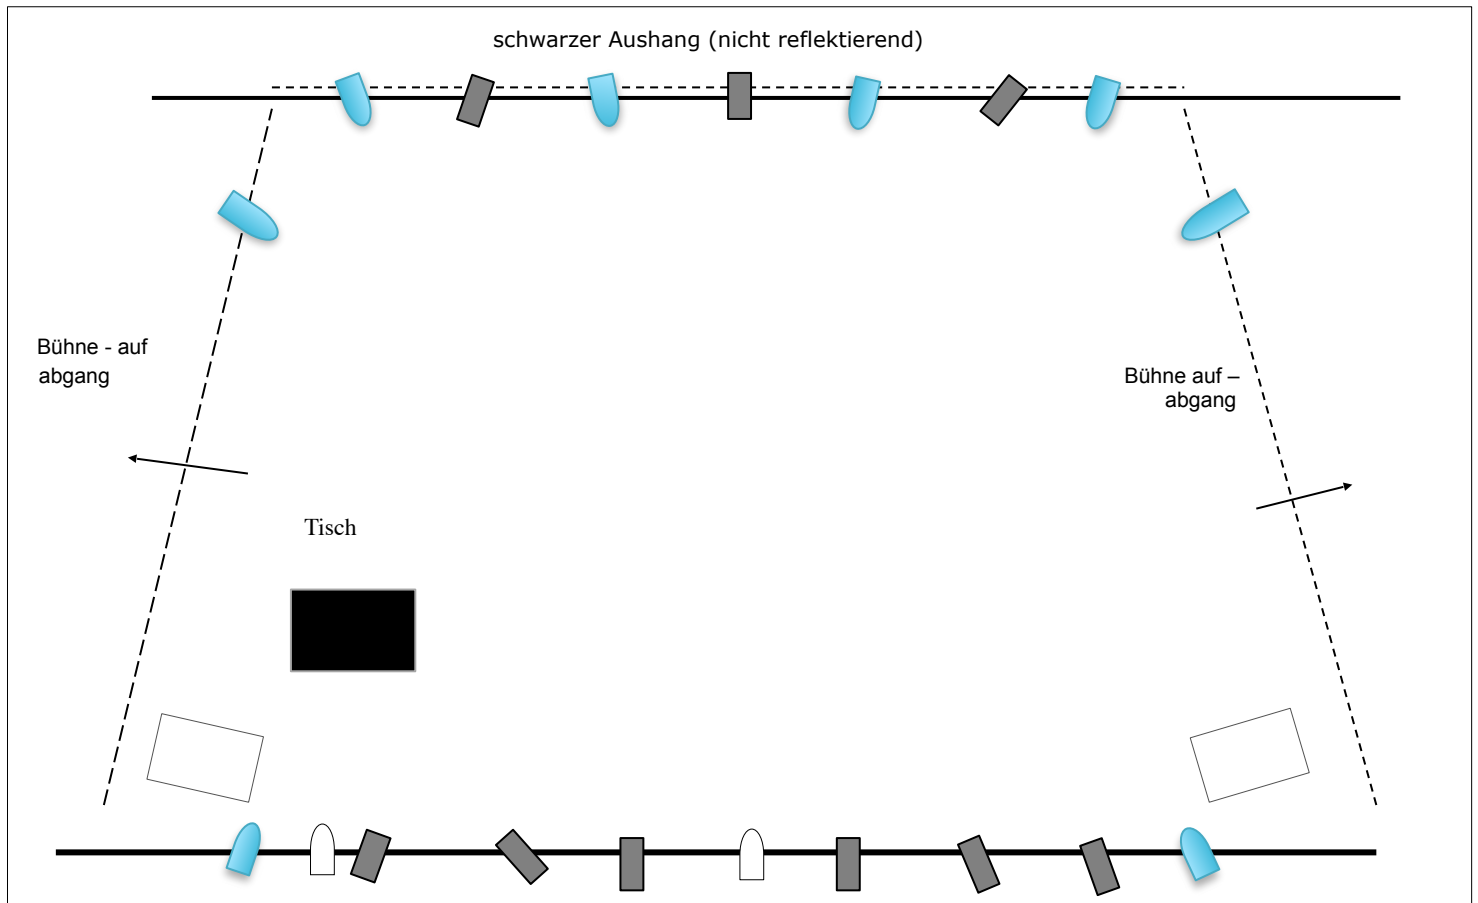 schwarzer Aushang (nicht reflektierend)
Bühne - auf
abgang
Bühne auf –
abgang
Tisch